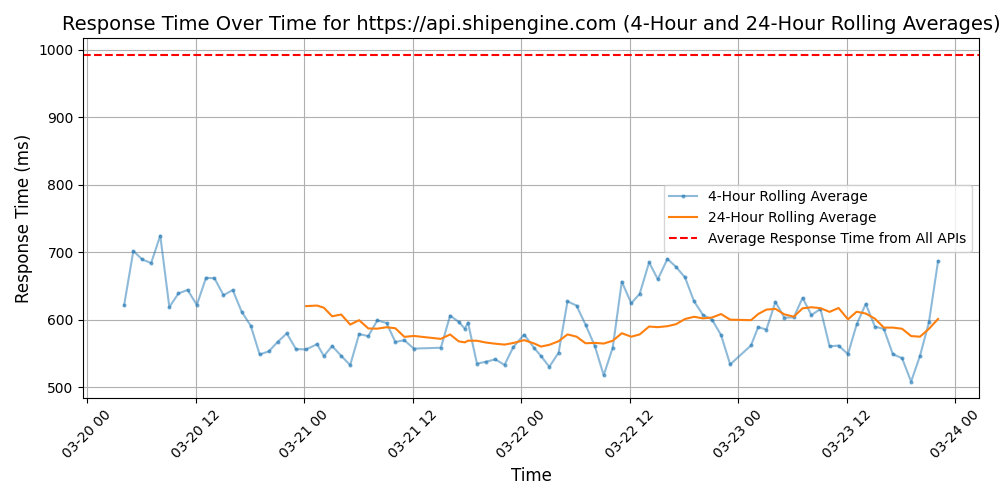 Response Time Over Time for https://api.shipengine.com (4-Hour and 24-Hour Rolling Averages)
Response Time (ms)
1000
900
800
700
600
500
4-Hour Rolling Average
24-Hour Rolling Average
Average Response Time from All APIs
03-20 00
03-20 12
03-21 00
03-21 12
03-22 00
03-22 12
03-23 00
03-23 12
03-24 00
Time